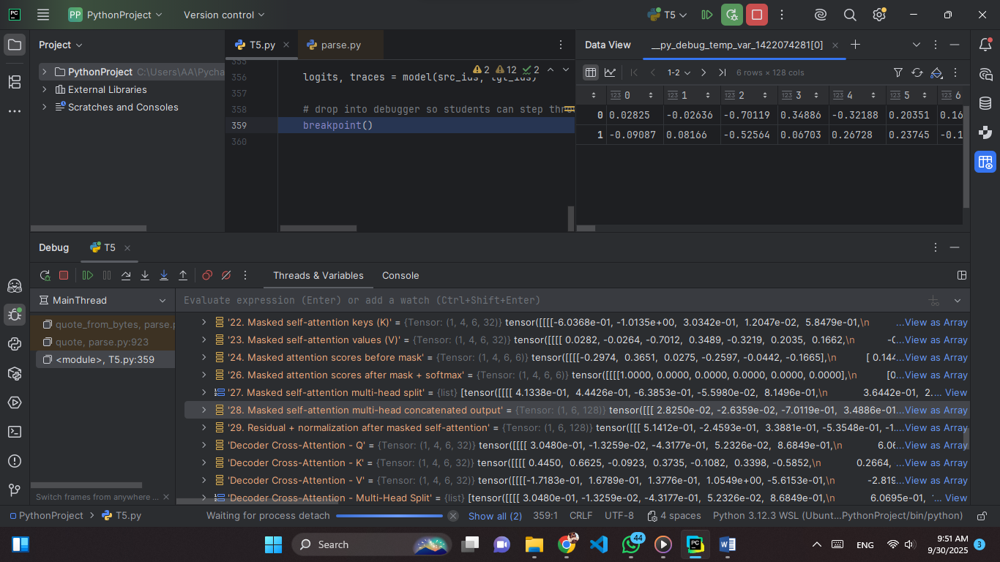 PC
PP PythonProject Version control T5
Project
PythonProject C:\Users\AA\Pycha
External Libraries
Scratches and Consoles
T5.py parse.py
2 12 2
355
356 logits, traces = model(src_ids, tgt_ids)
357
358 # drop into debugger so students can step thro
359 breakpoint()
360
Data View __py_debug_temp_var_1422074281[0]
1-2 6 rows × 128 cols
123 0 123 1 123 2 123 3 123 4 123 5 123 6
0 0.02825 -0.02636 -0.70119 0.34886 -0.32188 0.20351 0.16
1 -0.09087 0.08166 -0.52564 0.06703 0.26728 0.23745 -0.1
Debug T5
Threads & Variables Console
MainThread
Evaluate expression (Enter) or add a watch (Ctrl+Shift+Enter)
quote_from_bytes, parse.p
quote, parse.py:923
<module>, T5.py:359
'22. Masked self-attention keys (K)' = {Tensor: (1, 4, 6, 32)} tensor([[[[-6.0368e-01, -1.0135e+00, 3.0342e-01, 1.2047e-02, 5.8479e-01,\n ...View as Array
'23. Masked self-attention values (V)' = {Tensor: (1, 4, 6, 32)} tensor([[[[ 0.0282, -0.0264, -0.7012, 0.3489, -0.3219, 0.2035, 0.1662,\n -0...View as Array
'24. Masked attention scores before mask' = {Tensor: (1, 4, 6, 6)} tensor([[[[-0.2974, 0.3651, 0.0275, -0.2597, -0.0442, -0.1665],\n [ 0.144...View as Array
'26. Masked attention scores after mask + softmax' = {Tensor: (1, 4, 6, 6)} tensor([[[[1.0000, 0.0000, 0.0000, 0.0000, 0.0000, 0.0000],\n [0...View as Array
'27. Masked self-attention multi-head split' = {list} [tensor([[[[ 4.1338e-01, 4.4426e-01, -6.3853e-01, -5.5980e-02, 8.1496e-01,\n 3.6442e-01, 2.... View
'28. Masked self-attention multi-head concatenated output' = {Tensor: (1, 6, 128)} tensor([[[ 2.8250e-02, -2.6359e-02, -7.0119e-01, 3.4886e-01...View as Array
'29. Residual + normalization after masked self-attention' = {Tensor: (1, 6, 128)} tensor([[[ 5.1412e-01, -2.4593e-01, 3.3881e-01, -5.3548e-01, -1...View as Array
'Decoder Cross-Attention - Q' = {Tensor: (1, 4, 6, 32)} tensor([[[[ 3.0480e-01, -1.3259e-02, -4.3177e-01, 5.2326e-02, 8.6849e-01,\n 6.06...View as Array
'Decoder Cross-Attention - K' = {Tensor: (1, 4, 6, 32)} tensor([[[[ 0.4450, 0.6625, -0.0923, 0.3735, -0.1082, 0.3398, -0.5852,\n 0.2664, ...View as Array
'Decoder Cross-Attention - V' = {Tensor: (1, 4, 6, 32)} tensor([[[[-1.7183e-01, 1.6789e-01, 1.3776e-01, 1.0549e+00, -5.6153e-01,\n -2.819...View as Array
'Decoder Cross-Attention - Multi-Head Split' = {list} [tensor([[[[ 3.0480e-01, -1.3259e-02, -4.3177e-01, 5.2326e-02, 8.6849e-01,\n 6.0695e-01, ... View
Switch frames from anywhere ...
PythonProject T5.py Waiting for process detach Show all (2) 359:1 CRLF UTF-8 4 spaces Python 3.12.3 WSL (Ubunt...PythonProject/bin/python)
Search 44 ENG 9:51 AM
9/30/2025 3